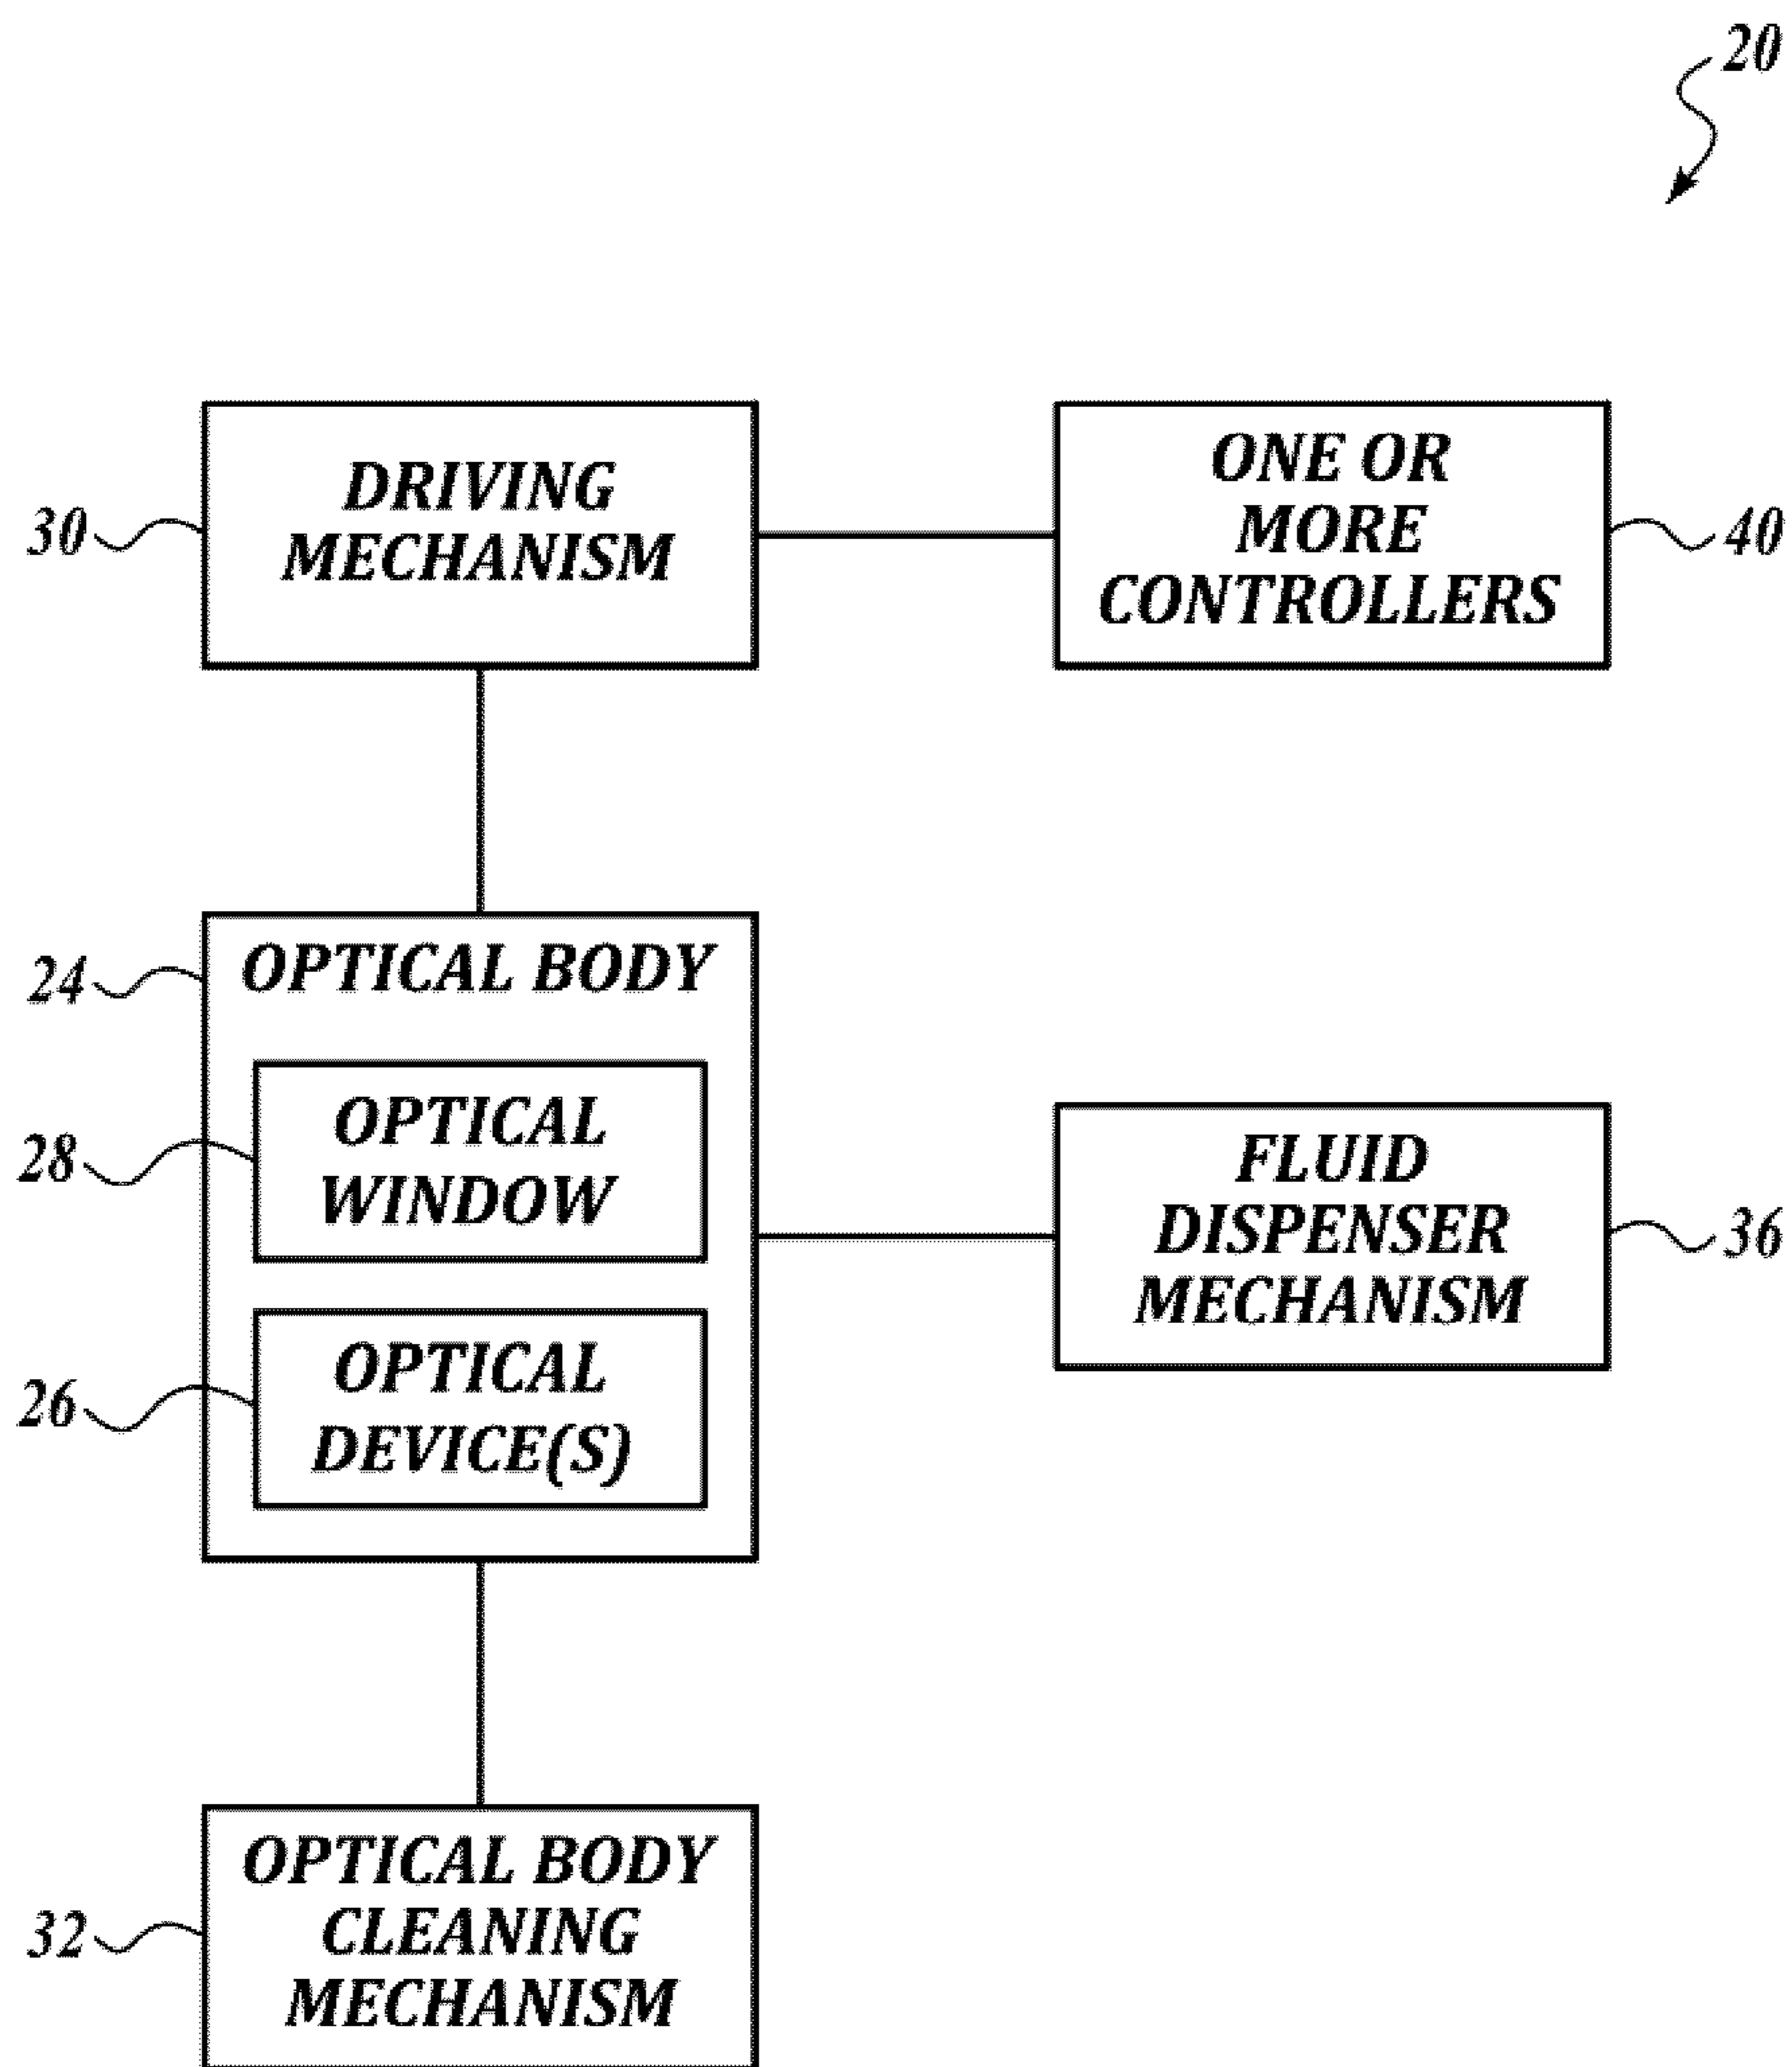 20
DRIVING
MECHANISM
30
ONE OR
MORE
CONTROLLERS
40
OPTICAL BODY
24
OPTICAL
WINDOW
28
OPTICAL
DEVICE(S)
26
FLUID
DISPENSER
MECHANISM
36
OPTICAL BODY
CLEANING
MECHANISM
32